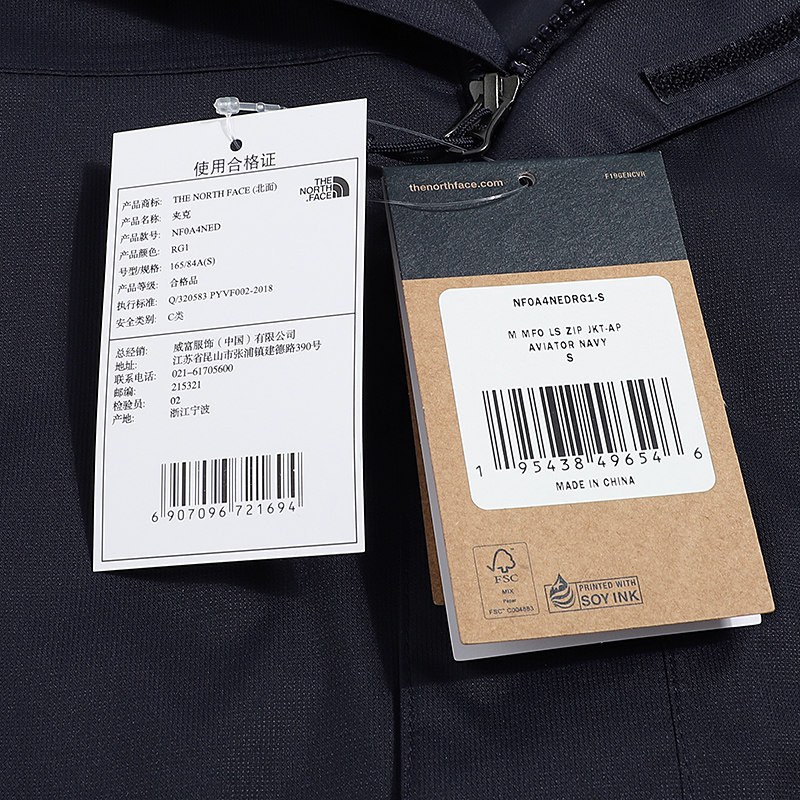 使用合格证
THE
NORTH
FACE
产品商标: THE NORTH FACE (北面)
产品名称: 夹克
产品款号: NF0A4NED
产品颜色: RG1
号型/规格: 165/84A(S)
产品等级: 合格品
执行标准: Q/320583 PYVF002-2018
安全类别: C类
总经销: 威富服饰（中国）有限公司
地址: 江苏省昆山市张浦镇建德路390号
联系电话: 021-61705600
邮编: 215321
检验员: 02
产地: 浙江宁波
6 907096 721694
thenorthface.com
F19GENCVR
NF0A4NEDRG1-S
M MFO LS ZIP JKT-AP
AVIATOR NAVY
S
1 95438 49654 6
MADE IN CHINA
FSC
MIX
Paper
FSC™ C004883
PRINTED WITH
SOY INK